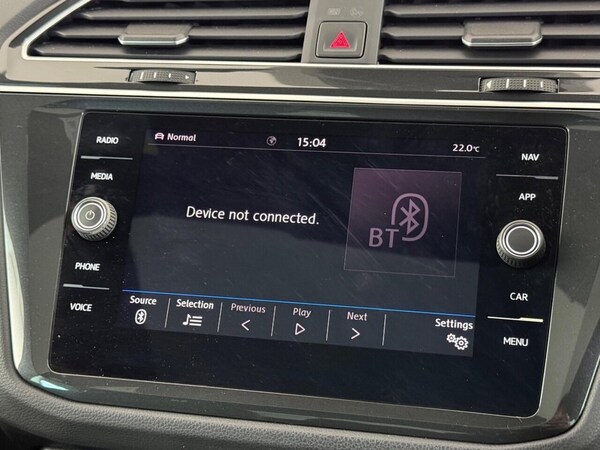 RADIO
MEDIA
PHONE
VOICE
Normal
15:04
22.0°C
Device not connected.
BT
Source
Selection
Previous
Play
Next
Settings
NAV
APP
CAR
MENU